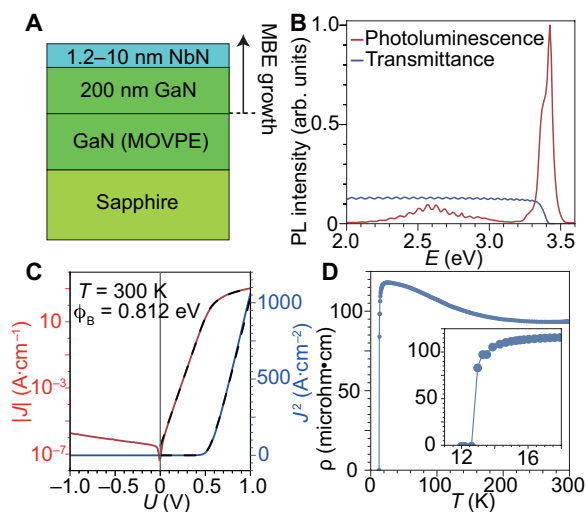 A
1.2–10 nm NbN
200 nm GaN
GaN (MOVPE)
Sapphire
MBE growth
B
PL intensity (arb. units)
1.0
0.5
0
Photoluminescence
Transmittance
2.0 2.5 3.0 3.5
E (eV)
C
|J| (A·cm⁻¹)
10
10⁻³
10⁻⁷
T = 300 K
ϕB = 0.812 eV
1000
500
0
J² (A·cm⁻²)
−1.0 −0.5 0 0.5 1.0
U (V)
D
ρ (microhm•cm)
100
50
0
100
50
0
12 16
0 100 200 300
T (K)